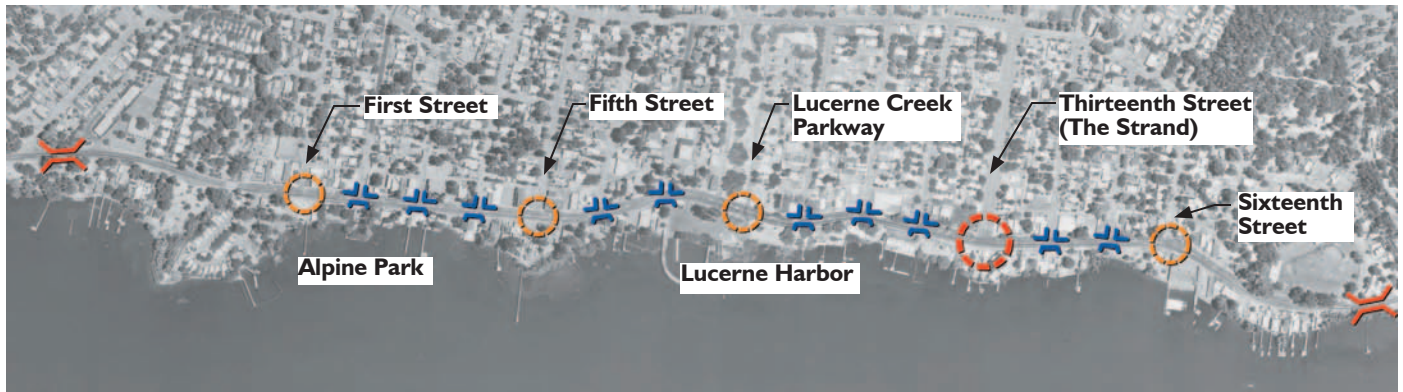 First Street
Fifth Street
Lucerne Creek
Parkway
Thirteenth Street
(The Strand)
Sixteenth
Street
Alpine Park
Lucerne Harbor